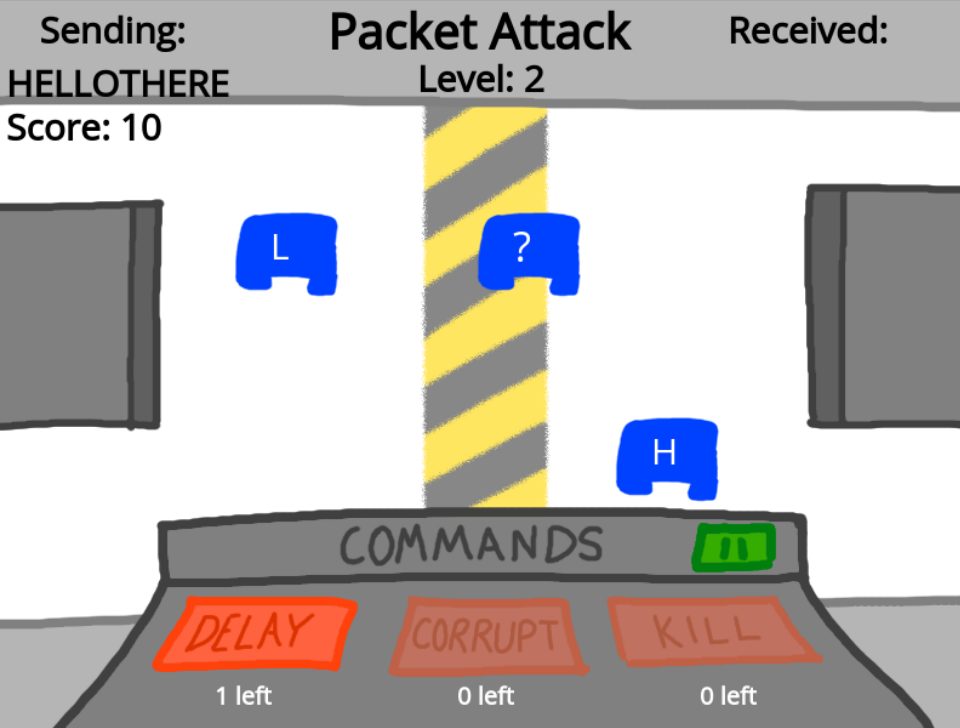 Sending:
Packet Attack
Received:
HELLOTHERE
Level: 2
Score: 10
L
?
H
COMMANDS
DELAY
CORRUPT
KILL
1 left
0 left
0 left